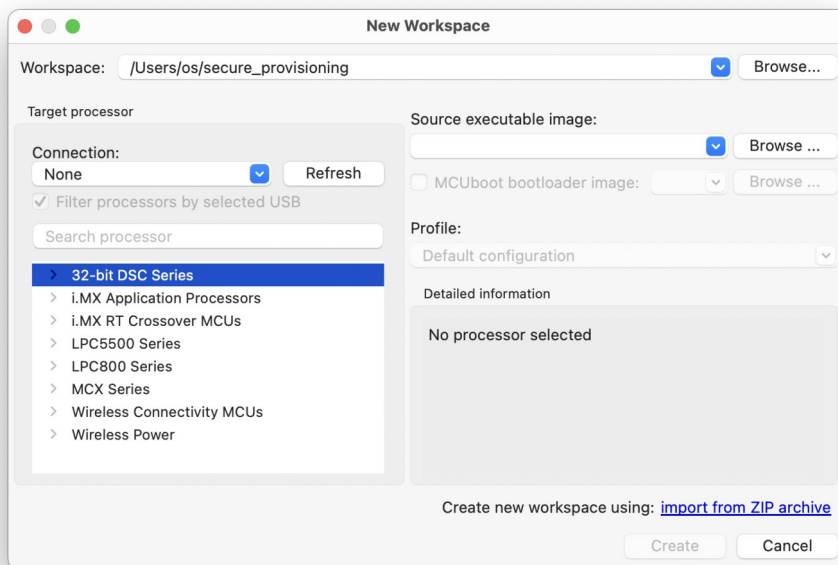 New Workspace
Workspace: /Users/os/secure_provisioning Browse...
Target processor
Connection:
None Refresh
Filter processors by selected USB
Search processor
32-bit DSC Series
i.MX Application Processors
i.MX RT Crossover MCUs
LPC5500 Series
LPC800 Series
MCX Series
Wireless Connectivity MCUs
Wireless Power
Source executable image:
Browse ...
MCUboot bootloader image: Browse ...
Profile:
Default configuration
Detailed information
No processor selected
Create new workspace using: import from ZIP archive
Create Cancel